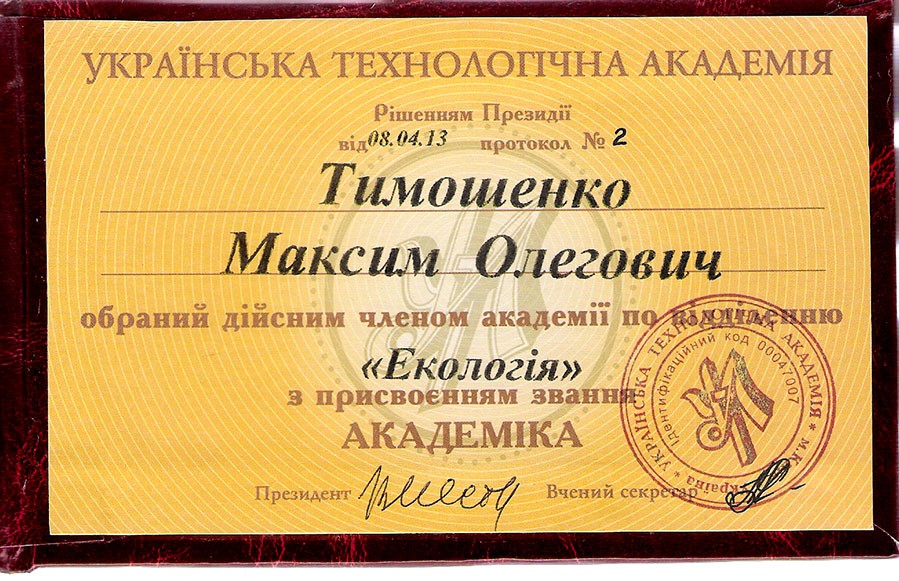 УКРАЇНСЬКА ТЕХНОЛОГІЧНА АКАДЕМІЯ
Рішенням Президії
від 08.04.13 протокол № 2
Тимошенко
Максим Олегович
обраний дійсним членом академії по відділенню
«Екологія»
з присвоєнням звання
АКАДЕМІКА
Президент Вчений секретар
УКРАЇНСЬКА ТЕХНОЛОГІЧНА АКАДЕМІЯ * м.К * Україна *
Ідентифікаційний код 00047007